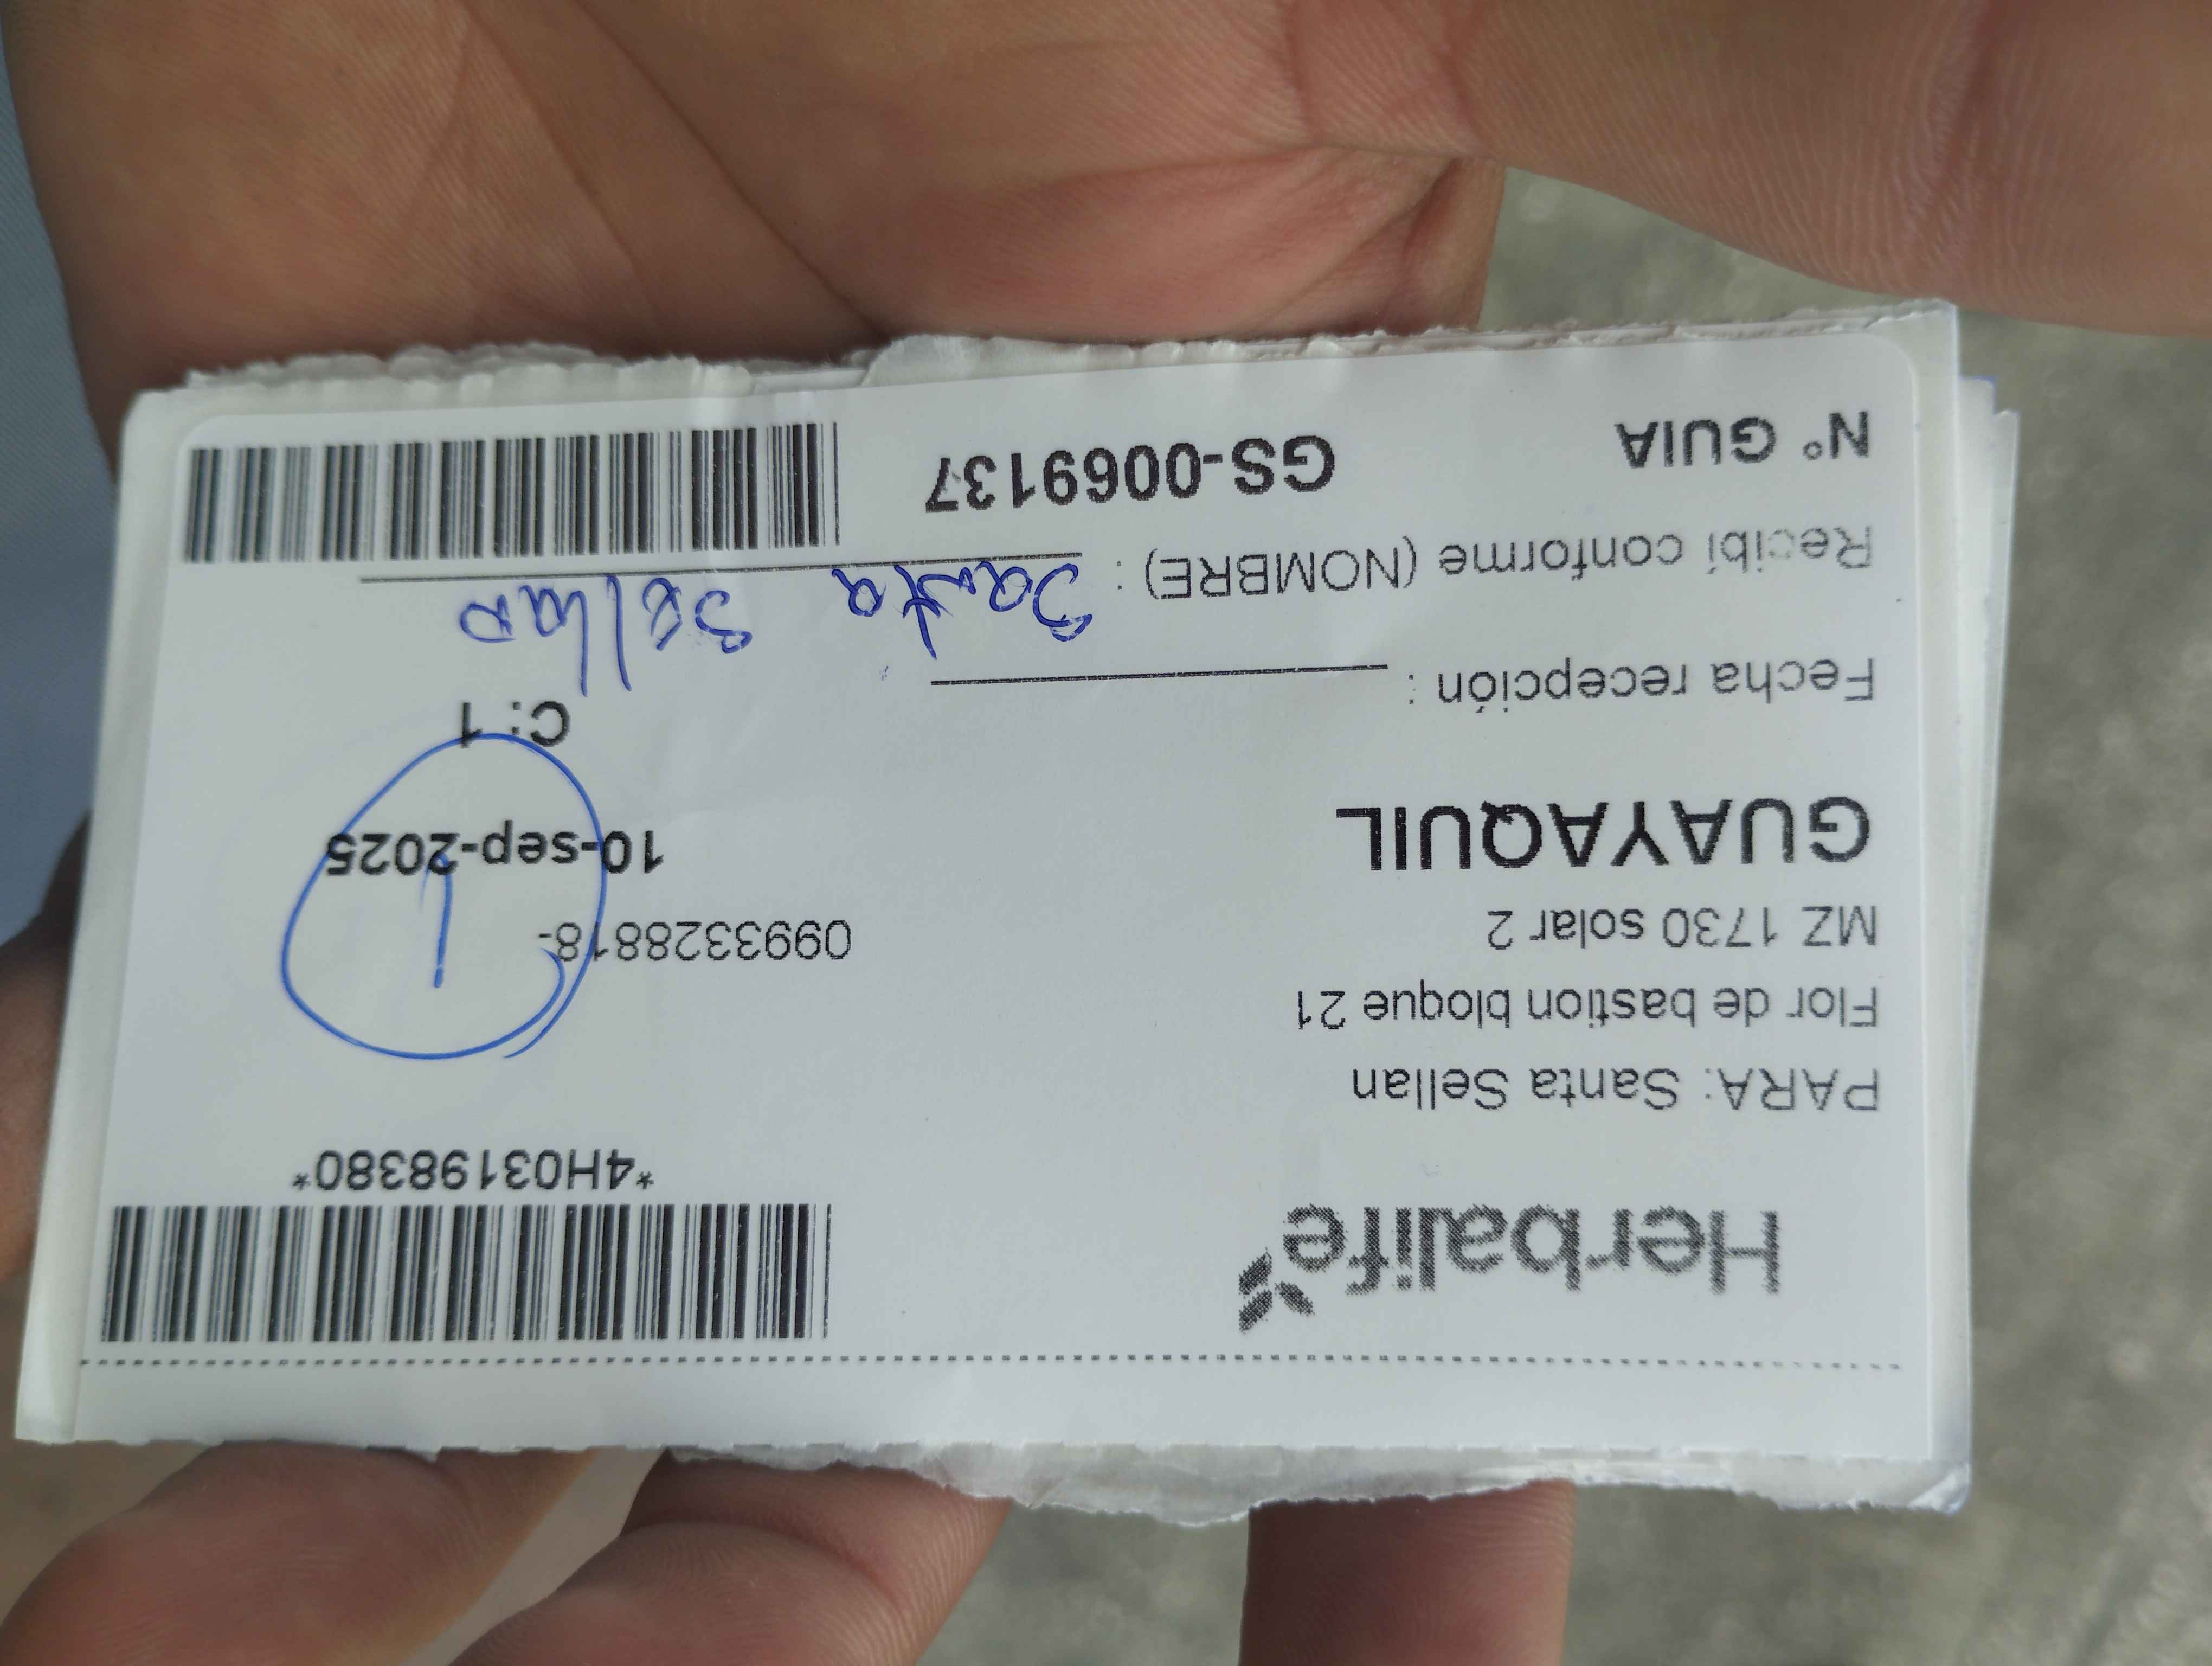 Herbalife
*4H03198380*
PARA: Santa Sellan
Flor de bastion bloque 21
MZ 1730 solar 2
0993328818-
GUAYAQUIL
10-sep-2025
1
C: 1
Fecha recepción :
Recibí conforme (NOMBRE) : Santa Sellan
N° GUIA GS-0069137